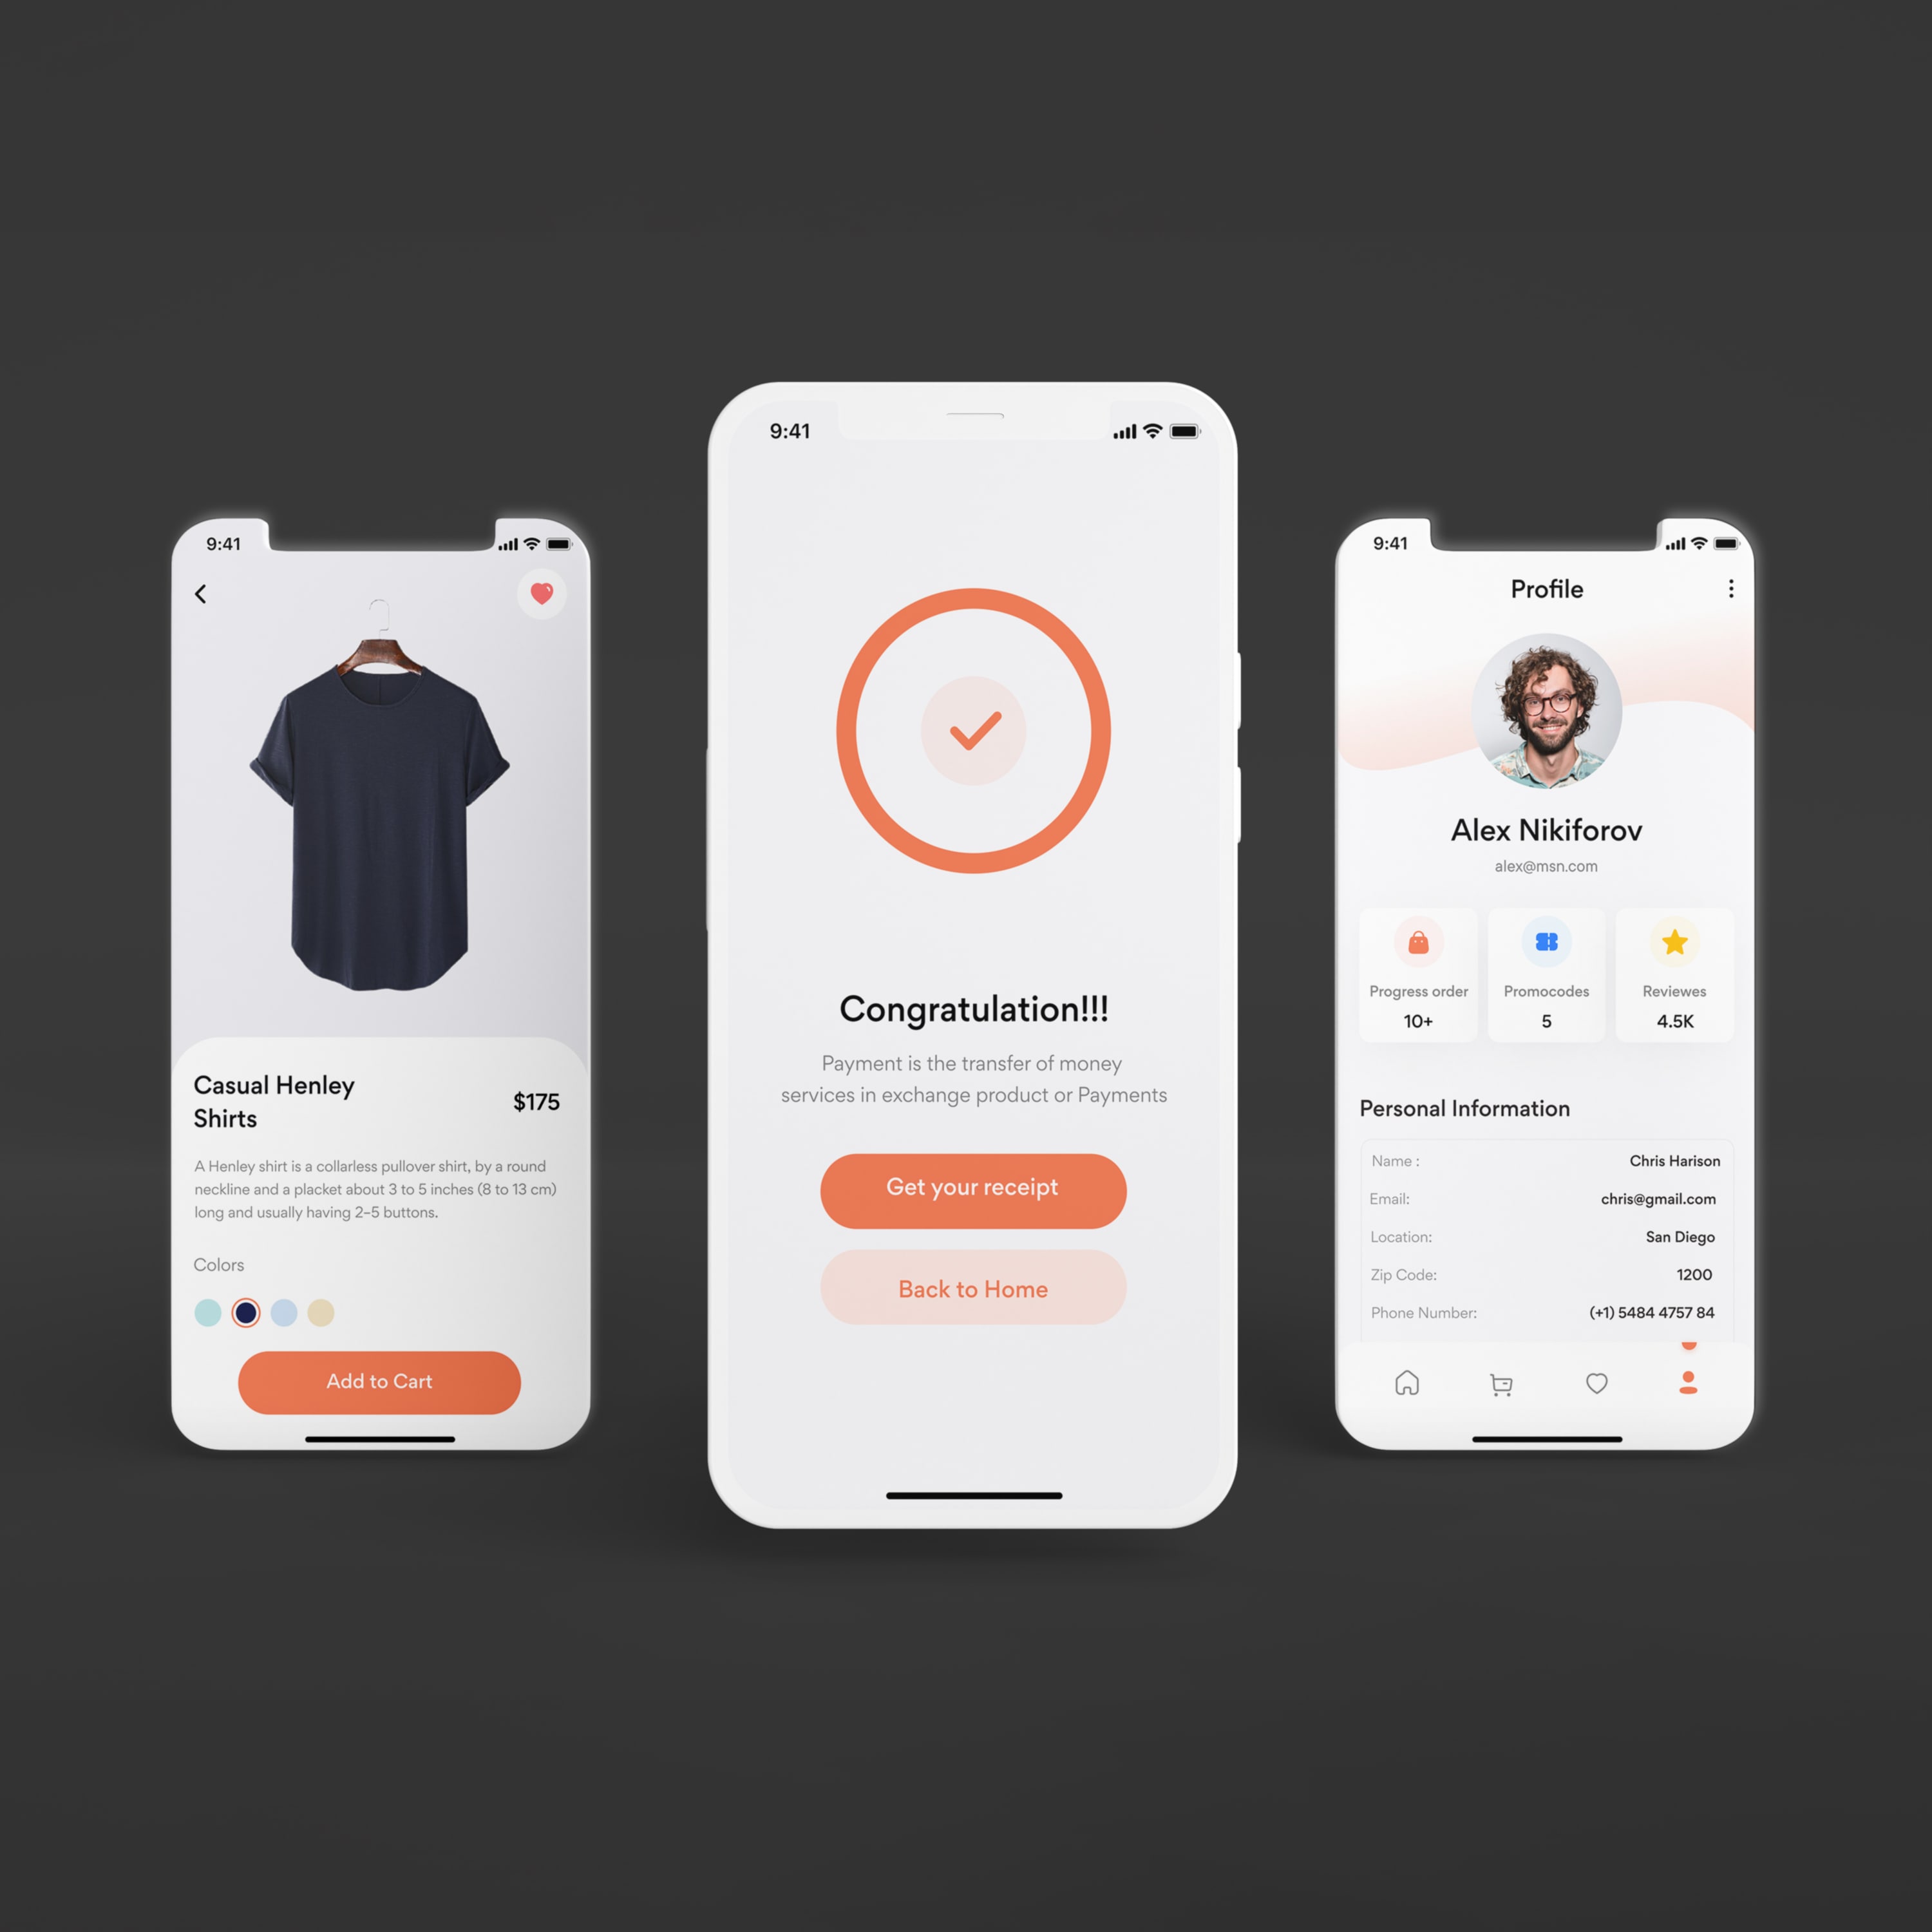 9:41
Casual Henley
Shirts
$175
A Henley shirt is a collarless pullover shirt, by a round
neckline and a placket about 3 to 5 inches (8 to 13 cm)
long and usually having 2-5 buttons.
Colors
Add to Cart
9:41
Congratulation!!!
Payment is the transfer of money
services in exchange product or Payments
Get your receipt
Back to Home
9:41
Profile
Alex Nikiforov
alex@msn.com
Progress order
10+
Promocodes
5
Reviewes
4.5K
Personal Information
Name : Chris Harison
Email: chris@gmail.com
Location: San Diego
Zip Code: 1200
Phone Number: (+1) 5484 4757 84